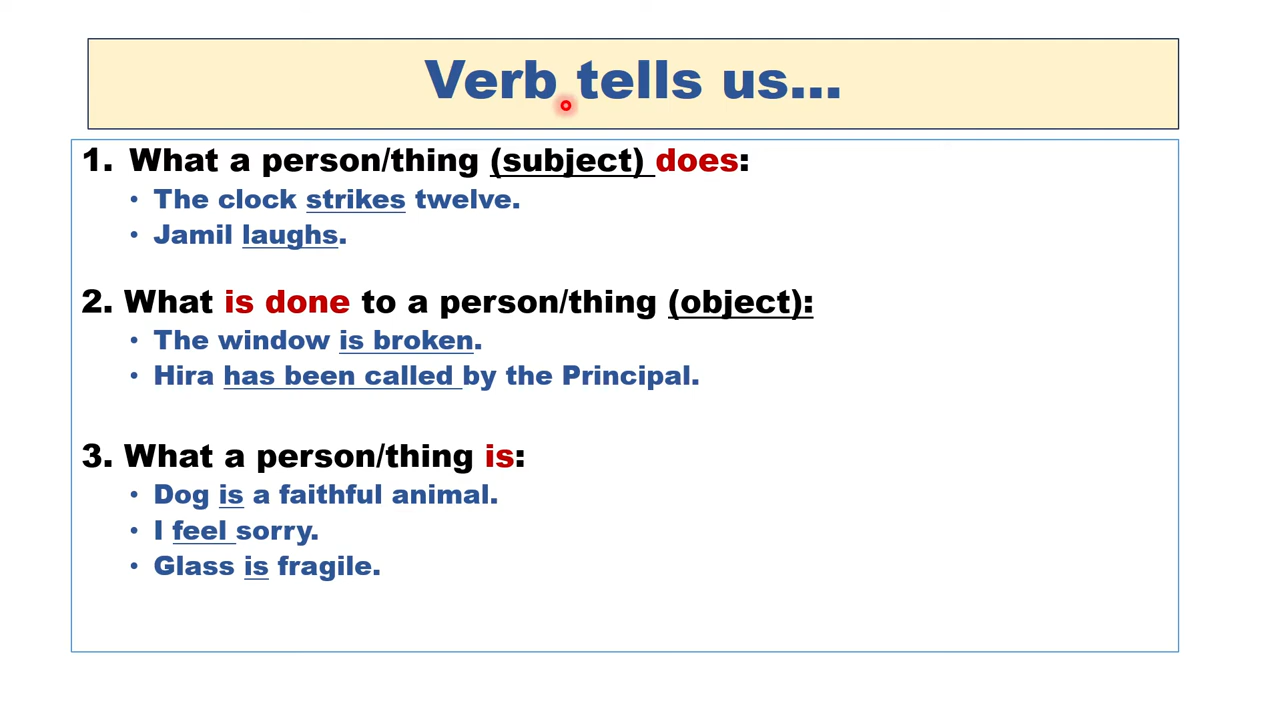 Verb tells us...
1. What a person/thing (subject) does:
• The clock strikes twelve.
• Jamil laughs.
2. What is done to a person/thing (object):
• The window is broken.
• Hira has been called by the Principal.
3. What a person/thing is:
• Dog is a faithful animal.
• I feel sorry.
• Glass is fragile.